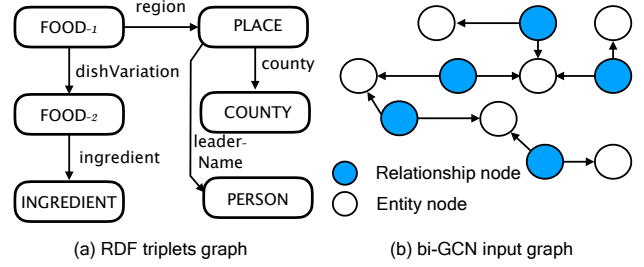 region
FOOD-1
PLACE
dishVariation
county
FOOD-2
COUNTY
leader-
Name
ingredient
INGREDIENT
PERSON
Relationship node
Entity node
(a) RDF triplets graph
(b) bi-GCN input graph